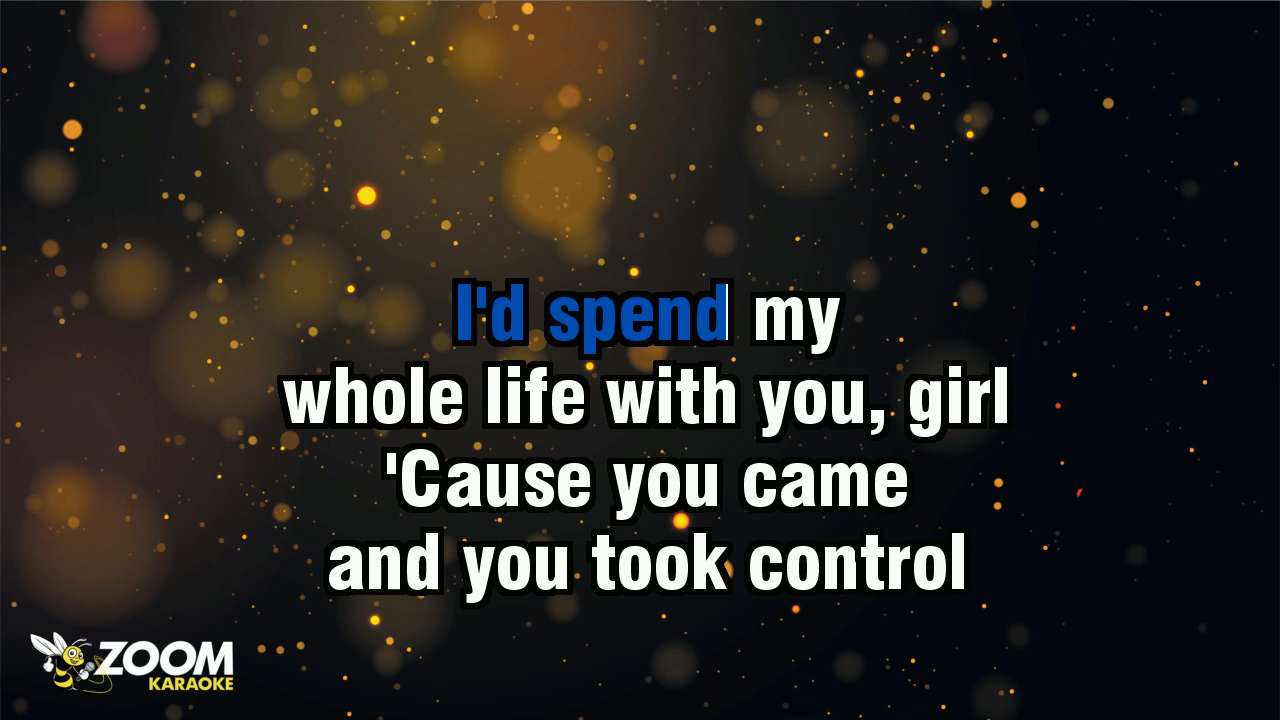 I'd spend my
whole life with you, girl
'Cause you came
and you took control
ZOOM
KARAOKE